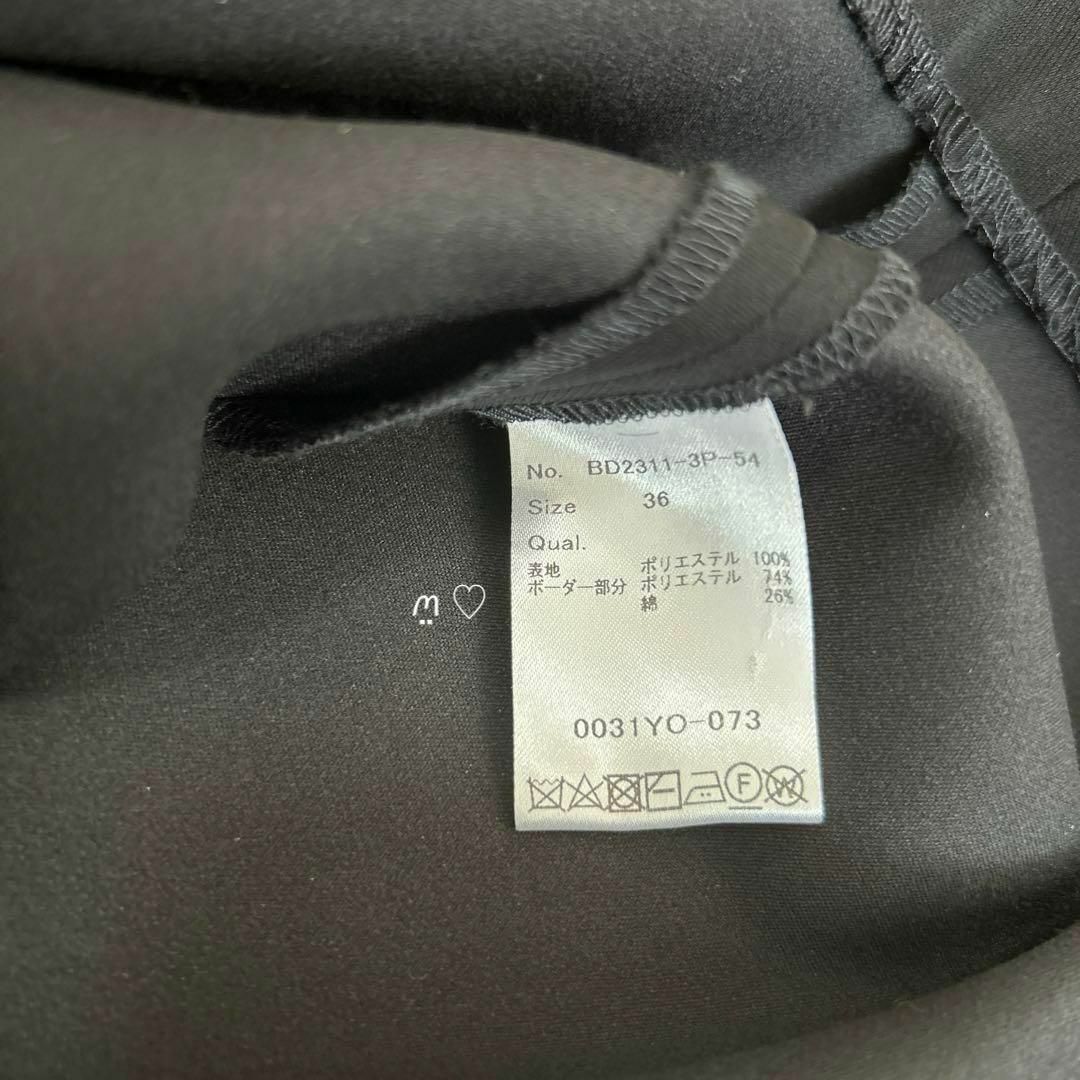 No. BD2311-3P-54
Size 36
Qual.
表地 ポリエステル 100%
ボーダー部分 ポリエステル 74%
綿 26%
0031YO-073
F W